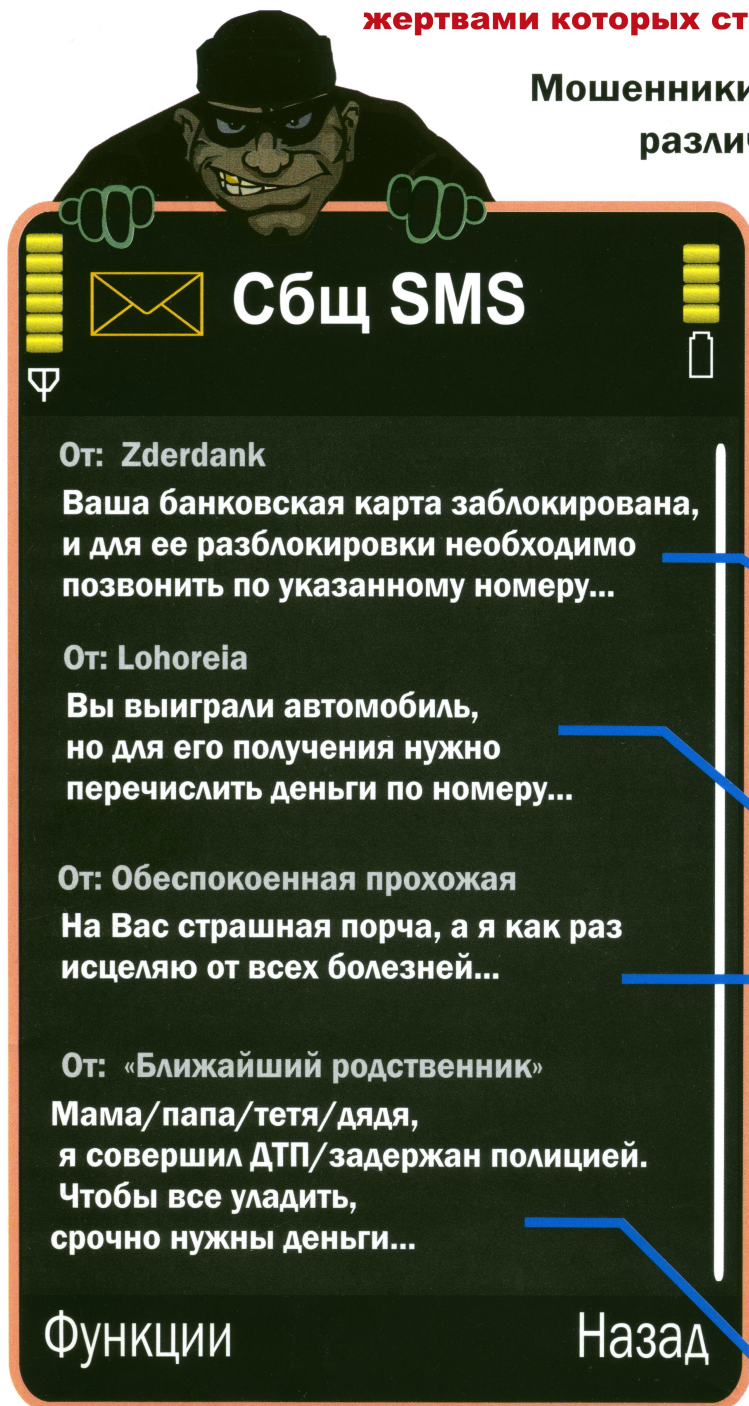 жертвами которых ст
Мошенники
разли
Сбщ SMS
От: Zderdank
Ваша банковская карта заблокирована,
и для ее разблокировки необходимо
позвонить по указанному номеру...
От: Lohoreia
Вы выиграли автомобиль,
но для его получения нужно
перечислить деньги по номеру...
От: Обеспокоенная прохожая
На Вас страшная порча, а я как раз
исцеляю от всех болезней...
От: «Ближайший родственник»
Мама/папа/тетя/дядя,
я совершил ДТП/задержан полицией.
Чтобы все уладить,
срочно нужны деньги...
Функции
Назад